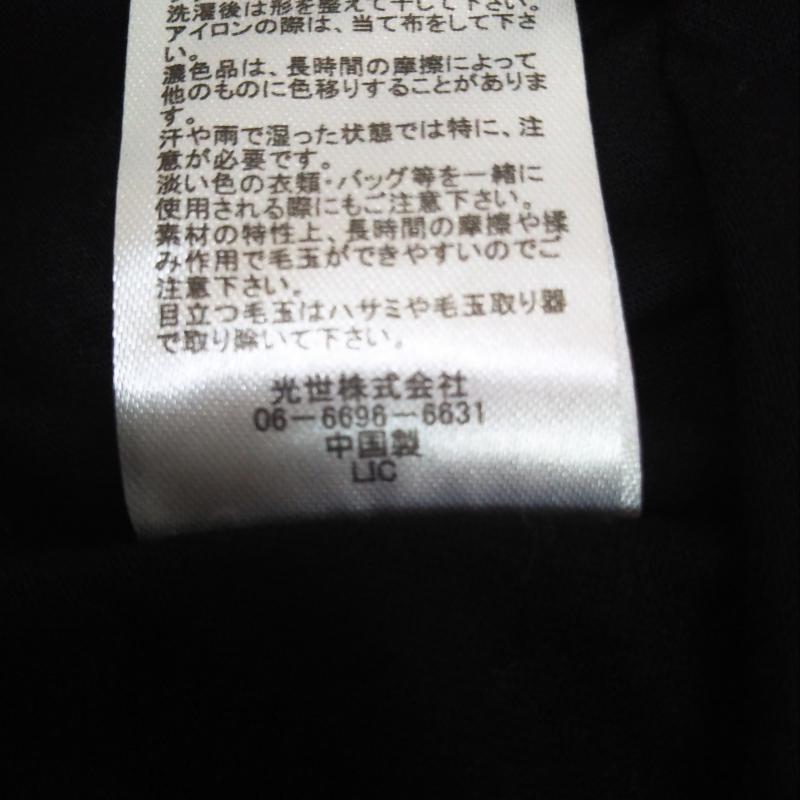 洗濯後は形を整えて干して下さい。
アイロンの際は、当て布をして下さ
い。
濃色品は、長時間の摩擦によって
他のものに色移りすることがありま
す。
汗や雨で湿った状態では特に、注
意が必要です。
淡い色の衣類・バッグ等を一緒に
使用される際にもご注意下さい。
素材の特性上、長時間の摩擦や揉
み作用で毛玉ができやすいのでご
注意下さい。
目立つ毛玉はハサミや毛玉取り器
で取り除いて下さい。
光世株式会社
06－6696－6631
中国製
LIC